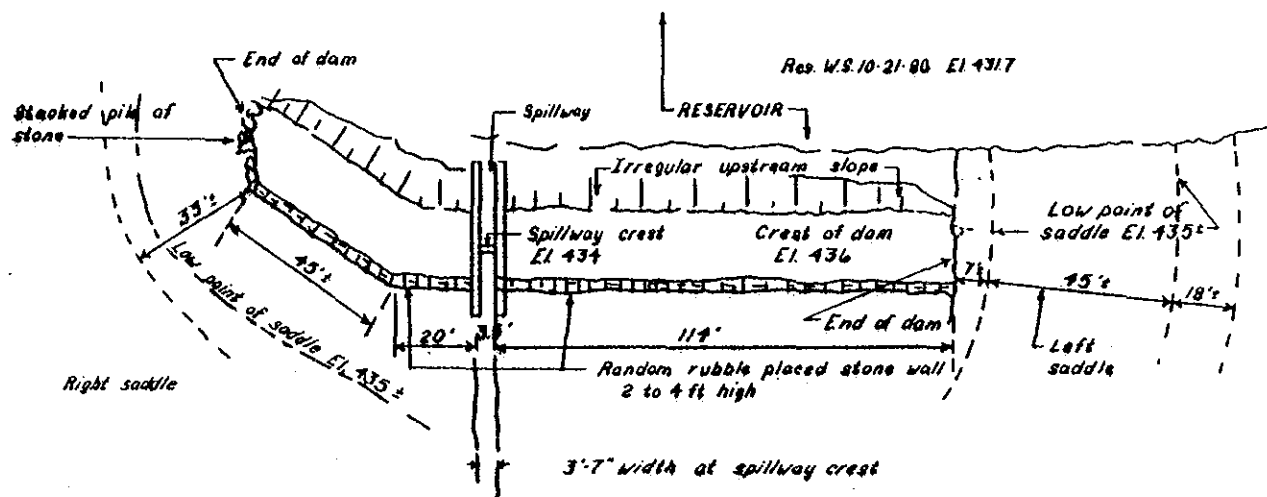 End of dam
Stacked pile of
stone
Spillway
Res. W.S. 10-21-80 El. 431.7
RESERVOIR
Irregular upstream slope
Spillway crest
El. 434
Crest of dam
El. 436
Low point of
saddle El. 435±
33'±
45'±
Low point of saddle El. 435±
7'±
45'±
18'±
20'
114'
End of dam
Left
saddle
Random rubble placed stone wall
2 to 4 ft high
Right saddle
3'-7" width at spillway crest